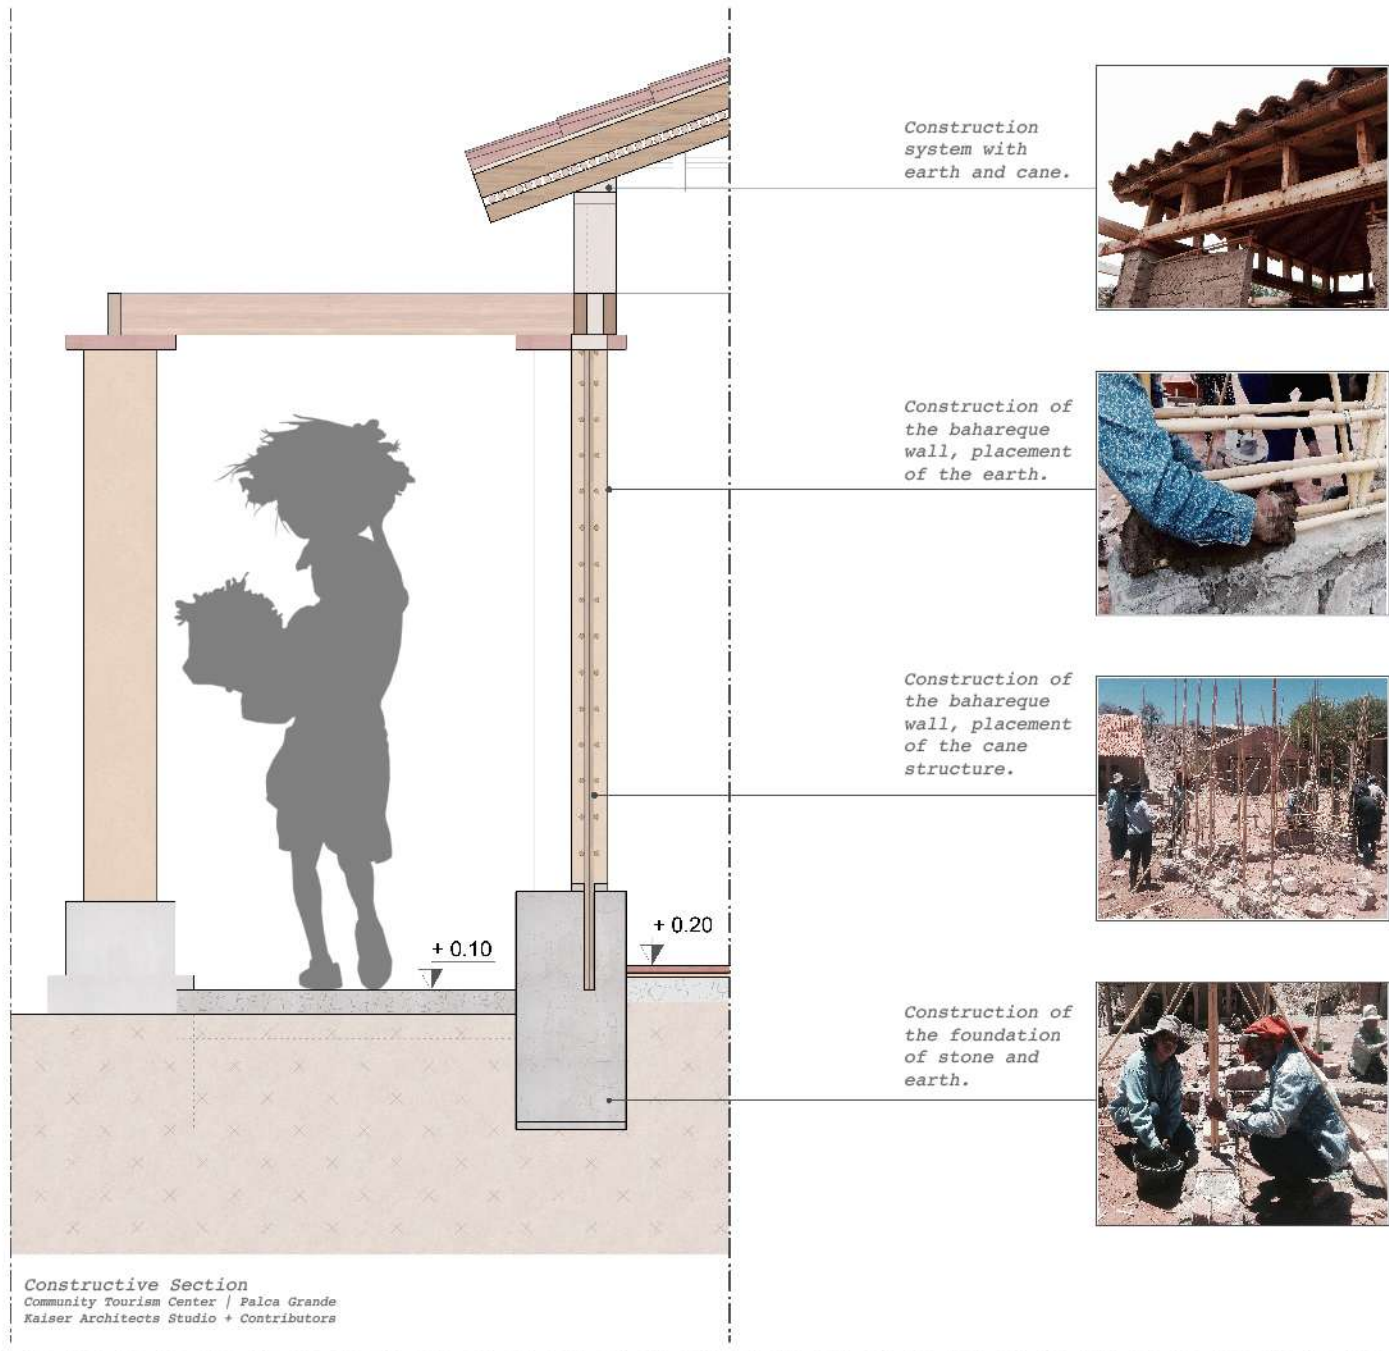 Construction
system with
earth and cane.
Construction of
the bahareque
wall, placement
of the earth.
Construction of
the bahareque
wall, placement
of the cane
structure.
+ 0.10
+ 0.20
Construction of
the foundation
of stone and
earth.
Constructive Section
Community Tourism Center | Palca Grande
Kaiser Architects Studio + Contributors